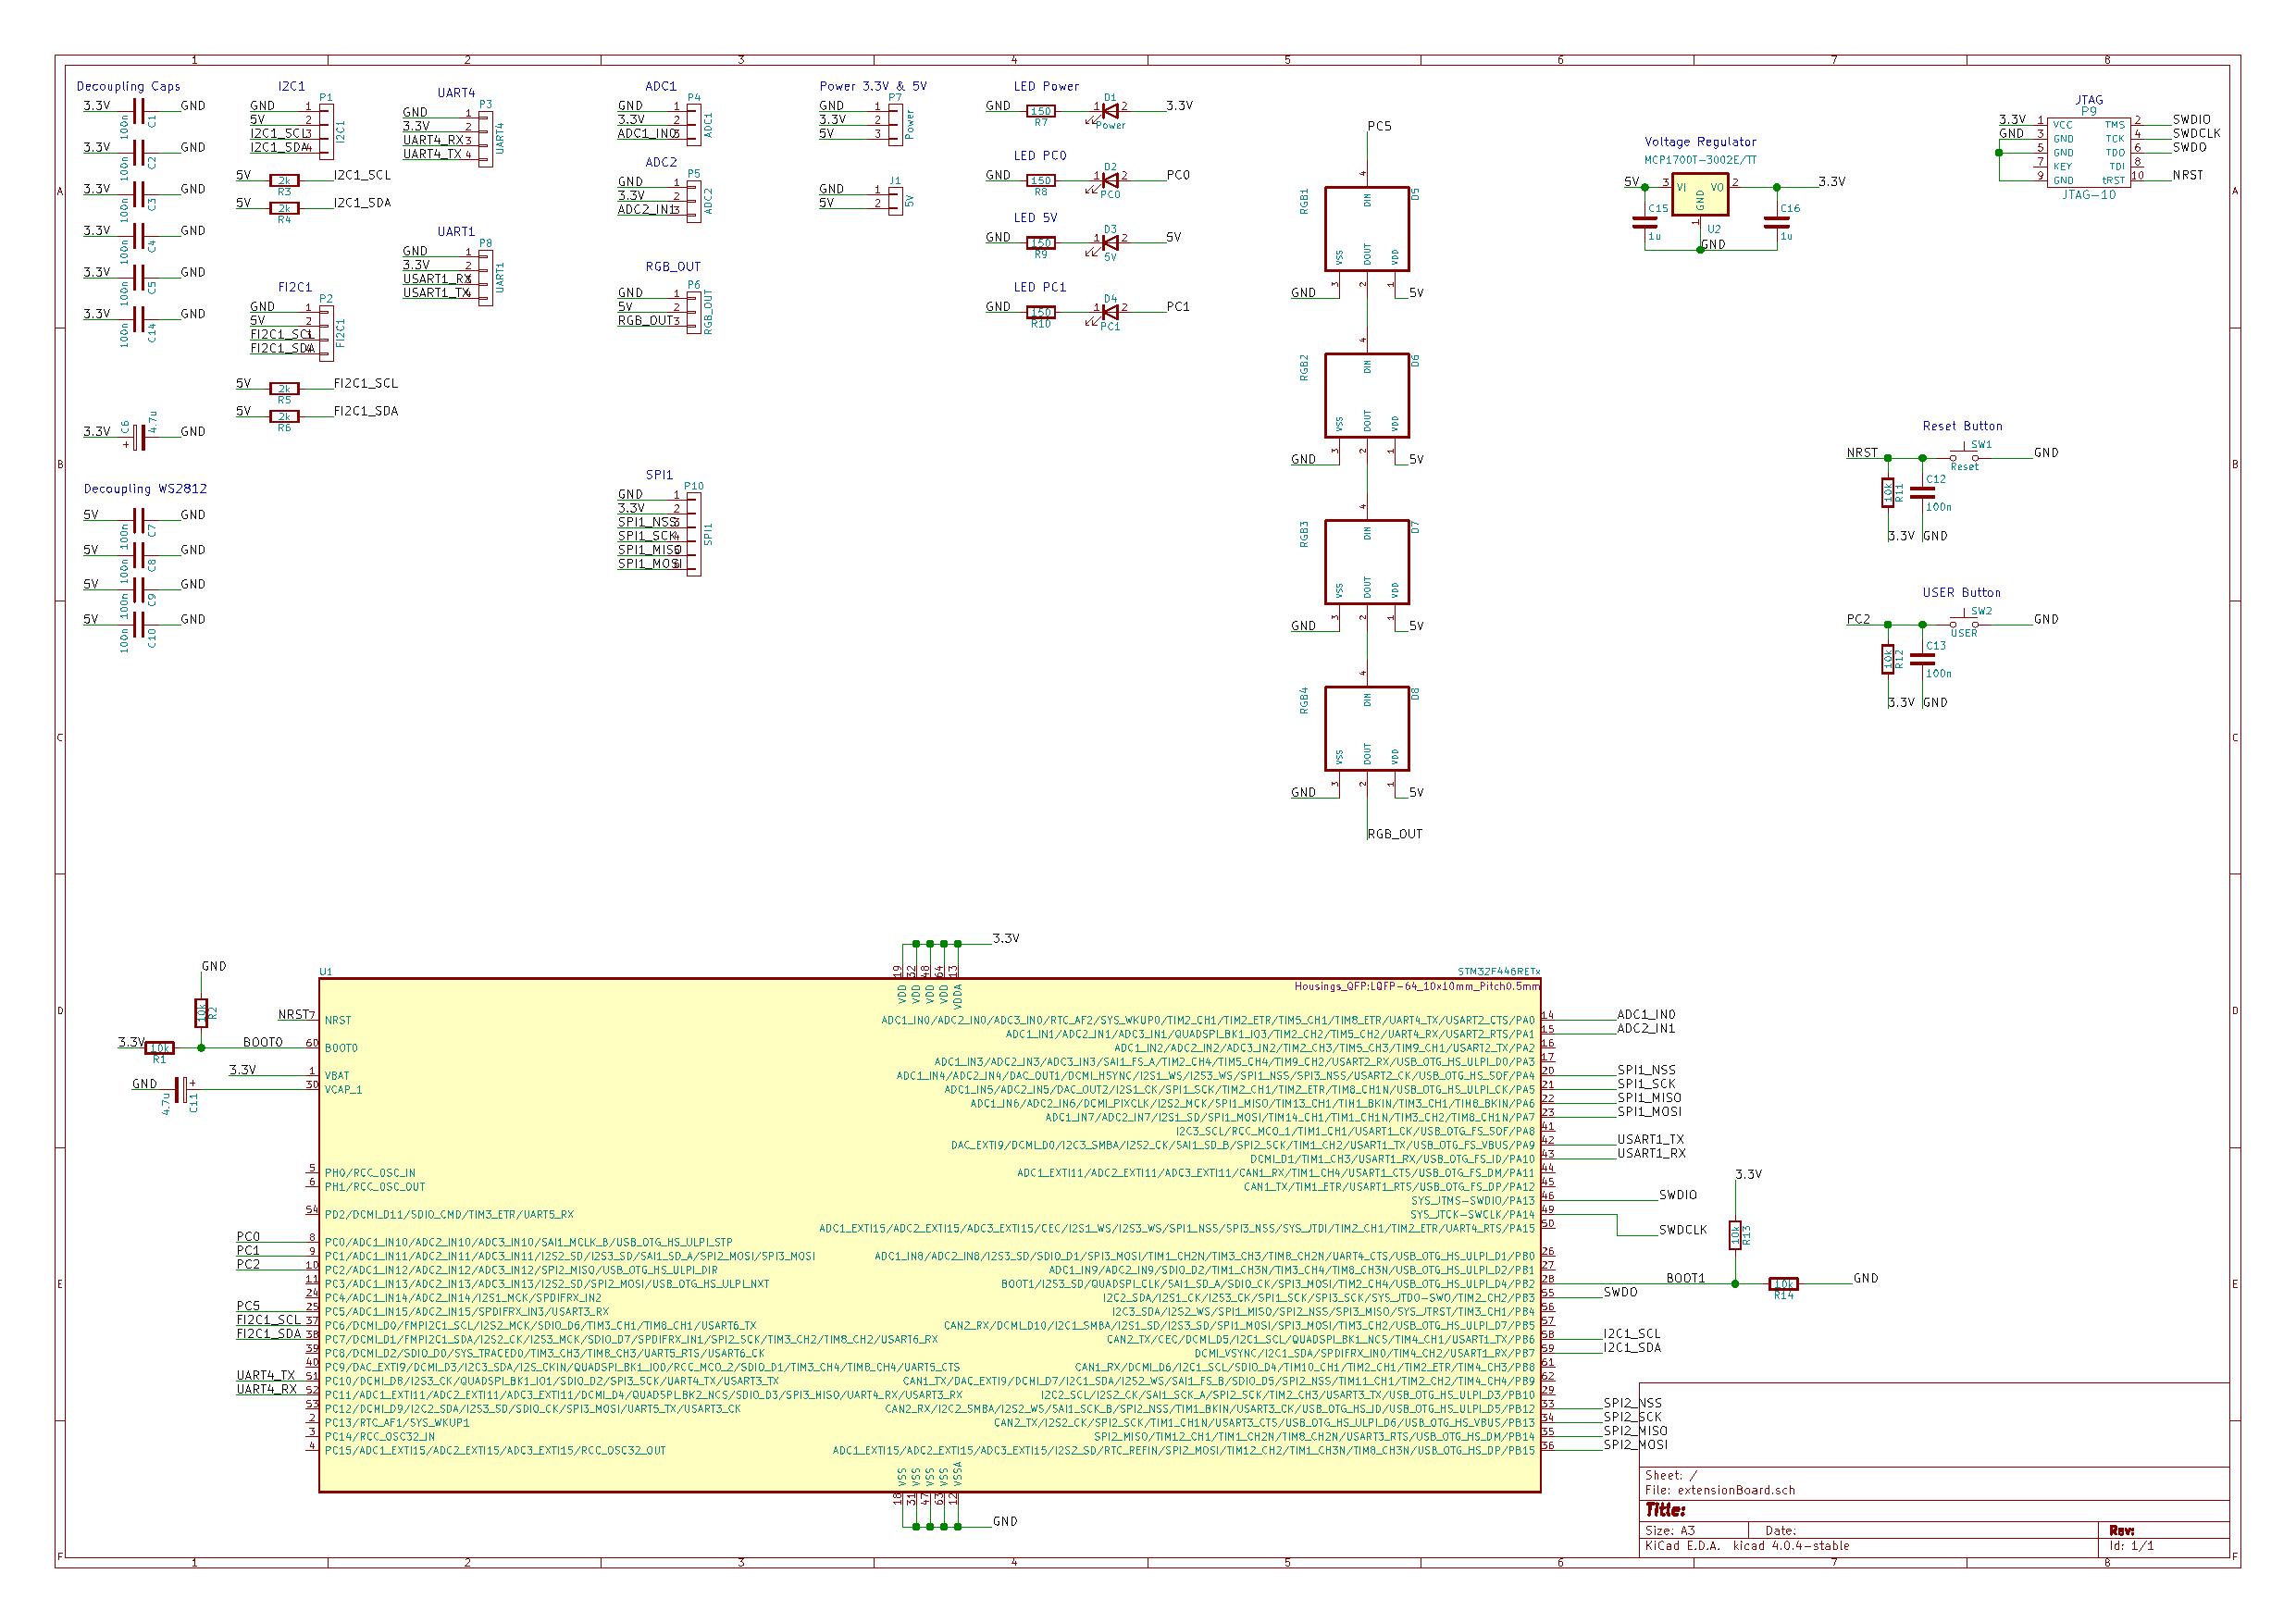 Decoupling Caps
3.3V GND 100n C1
3.3V GND 100n C2
3.3V GND 100n C3
3.3V GND 100n C4
3.3V GND 100n C5
3.3V GND 100n C14
3.3V GND C6 4.7u +
Decoupling WS2812
5V GND 100n C7
5V GND 100n C8
5V GND 100n C9
5V GND 100n C10
I2C1
P1
GND 1
5V 2
I2C1_SCL 3
I2C1_SDA 4
I2C1
5V 2k I2C1_SCL
R3
5V 2k I2C1_SDA
R4
FI2C1
P2
GND 1
5V 2
FI2C1_SCL
FI2C1_SDA
FI2C1
5V 2k FI2C1_SCL
R5
5V 2k FI2C1_SDA
R6
UART4
P3
GND 1
3.3V 2
UART4_RX 3
UART4_TX 4
UART4
UART1
P8
GND 1
3.3V 2
USART1_RX
USART1_TX 4
UART1
ADC1
P4
GND 1
3.3V 2
ADC1_IN0 3
ADC1
ADC2
P5
GND 1
3.3V 2
ADC2_IN1 3
ADC2
RGB_OUT
P6
GND 1
5V 2
RGB_OUT 3
RGB_OUT
SPI1
P10
GND 1
3.3V 2
SPI1_NSS 3
SPI1_SCK 4
SPI1_MISO
SPI1_MOSI
SPI1
Power 3.3V & 5V
P7
GND 1
3.3V 2
5V 3
Power
J1
GND 1
5V 2
5V
LED Power
GND 150 R7 1 D1 2 3.3V
Power
LED PC0
GND 150 R8 1 D2 2 PC0
PC0
LED 5V
GND 150 R9 1 D3 2 5V
5V
LED PC1
GND 150 R10 1 D4 2 PC1
PC1
PC5
4
RGB1 DIN D5
VSS DOUT VDD
3 2 1
GND 5V
4
RGB2 DIN D6
VSS DOUT VDD
3 2 1
GND 5V
4
RGB3 DIN D7
VSS DOUT VDD
3 2 1
GND 5V
4
RGB4 DIN D8
VSS DOUT VDD
3 2 1
GND 5V
RGB_OUT
Voltage Regulator
MCP1700T-3002E/TT
5V 3 VI VO 2 3.3V
GND
C15 1 U2 C16
1u GND 1u
JTAG
P9
3.3V 1 VCC TMS 2 SWDIO
GND 3 GND TCK 4 SWDCLK
5 GND TDO 6 SWDO
7 KEY TDI 8
9 GND tRST 10 NRST
JTAG-10
Reset Button
NRST SW1 GND
Reset
10k R11 C12
100n
3.3V GND
USER Button
PC2 SW2 GND
USER
10k R12 C13
100n
3.3V GND
3.3V
19 32 48 64 13
VDD VDD VDD VDD VDDA
U1
STM32F446RETx
Housings_QFP:LQFP-64_10x10mm_Pitch0.5mm
GND
10k R2
NRST 7 NRST
3.3V 10k R1 BOOT0 60 BOOT0
3.3V 1 VBAT
GND 4.7u C11 + 30 VCAP_1
5 PH0/RCC_OSC_IN
6 PH1/RCC_OSC_OUT
54 PD2/DCMI_D11/SDIO_CMD/TIM3_ETR/UART5_RX
PC0 8 PC0/ADC1_IN10/ADC2_IN10/ADC3_IN10/SAI1_MCLK_B/USB_OTG_HS_ULPI_STP
PC1 9 PC1/ADC1_IN11/ADC2_IN11/ADC3_IN11/I2S2_SD/I2S3_SD/SAI1_SD_A/SPI2_MOSI/SPI3_MOSI
PC2 10 PC2/ADC1_IN12/ADC2_IN12/ADC3_IN12/SPI2_MISO/USB_OTG_HS_ULPI_DIR
11 PC3/ADC1_IN13/ADC2_IN13/ADC3_IN13/I2S2_SD/SPI2_MOSI/USB_OTG_HS_ULPI_NXT
24 PC4/ADC1_IN14/ADC2_IN14/I2S1_MCK/SPDIFRX_IN2
PC5 25 PC5/ADC1_IN15/ADC2_IN15/SPDIFRX_IN3/USART3_RX
FI2C1_SCL 37 PC6/DCMI_D0/FMPI2C1_SCL/I2S2_MCK/SDIO_D6/TIM3_CH1/TIM8_CH1/USART6_TX
FI2C1_SDA 38 PC7/DCMI_D1/FMPI2C1_SDA/I2S2_CK/I2S3_MCK/SDIO_D7/SPDIFRX_IN1/SPI2_SCK/TIM3_CH2/TIM8_CH2/USART6_RX
39 PC8/DCMI_D2/SDIO_D0/SYS_TRACED0/TIM3_CH3/TIM8_CH3/UART5_RTS/USART6_CK
40 PC9/DAC_EXTI9/DCMI_D3/I2C3_SDA/I2S_CKIN/QUADSPI_BK1_IO0/RCC_MCO_2/SDIO_D1/TIM3_CH4/TIM8_CH4/UART5_CTS
UART4_TX 51 PC10/DCMI_D8/I2S3_CK/QUADSPI_BK1_IO1/SDIO_D2/SPI3_SCK/UART4_TX/USART3_TX
UART4_RX 52 PC11/ADC1_EXTI11/ADC2_EXTI11/ADC3_EXTI11/DCMI_D4/QUADSPI_BK2_NCS/SDIO_D3/SPI3_MISO/UART4_RX/USART3_RX
53 PC12/DCMI_D9/I2C2_SDA/I2S3_SD/SDIO_CK/SPI3_MOSI/UART5_TX/USART3_CK
2 PC13/RTC_AF1/SYS_WKUP1
3 PC14/RCC_OSC32_IN
4 PC15/ADC1_EXTI15/ADC2_EXTI15/ADC3_EXTI15/RCC_OSC32_OUT
ADC1_IN0/ADC2_IN0/ADC3_IN0/RTC_AF2/SYS_WKUP0/TIM2_CH1/TIM2_ETR/TIM5_CH1/TIM8_ETR/UART4_TX/USART2_CTS/PA0 14 ADC1_IN0
ADC1_IN1/ADC2_IN1/ADC3_IN1/QUADSPI_BK1_IO3/TIM2_CH2/TIM5_CH2/UART4_RX/USART2_RTS/PA1 15 ADC2_IN1
ADC1_IN2/ADC2_IN2/ADC3_IN2/TIM2_CH3/TIM5_CH3/TIM9_CH1/USART2_TX/PA2 16
ADC1_IN3/ADC2_IN3/ADC3_IN3/SAI1_FS_A/TIM2_CH4/TIM5_CH4/TIM9_CH2/USART2_RX/USB_OTG_HS_ULPI_D0/PA3 17
ADC1_IN4/ADC2_IN4/DAC_OUT1/DCMI_HSYNC/I2S1_WS/I2S3_WS/SPI1_NSS/SPI3_NSS/USART2_CK/USB_OTG_HS_SOF/PA4 20 SPI1_NSS
ADC1_IN5/ADC2_IN5/DAC_OUT2/I2S1_CK/SPI1_SCK/TIM2_CH1/TIM2_ETR/TIM8_CH1N/USB_OTG_HS_ULPI_CK/PA5 21 SPI1_SCK
ADC1_IN6/ADC2_IN6/DCMI_PIXCLK/I2S2_MCK/SPI1_MISO/TIM13_CH1/TIM1_BKIN/TIM3_CH1/TIM8_BKIN/PA6 22 SPI1_MISO
ADC1_IN7/ADC2_IN7/I2S1_SD/SPI1_MOSI/TIM14_CH1/TIM1_CH1N/TIM3_CH2/TIM8_CH1N/PA7 23 SPI1_MOSI
I2C3_SCL/RCC_MCO_1/TIM1_CH1/USART1_CK/USB_OTG_FS_SOF/PA8 41
DAC_EXTI9/DCMI_D0/I2C3_SMBA/I2S2_CK/SAI1_SD_B/SPI2_SCK/TIM1_CH2/USART1_TX/USB_OTG_FS_VBUS/PA9 42 USART1_TX
DCMI_D1/TIM1_CH3/USART1_RX/USB_OTG_FS_ID/PA10 43 USART1_RX
ADC1_EXTI11/ADC2_EXTI11/ADC3_EXTI11/CAN1_RX/TIM1_CH4/USART1_CTS/USB_OTG_FS_DM/PA11 44
CAN1_TX/TIM1_ETR/USART1_RTS/USB_OTG_FS_DP/PA12 45
SYS_JTMS-SWDIO/PA13 46 SWDIO
SYS_JTCK-SWCLK/PA14 49 SWDCLK
ADC1_EXTI15/ADC2_EXTI15/ADC3_EXTI15/CEC/I2S1_WS/I2S3_WS/SPI1_NSS/SPI3_NSS/SYS_JTDI/TIM2_CH1/TIM2_ETR/UART4_RTS/PA15 50
ADC1_IN8/ADC2_IN8/I2S3_SD/SDIO_D1/SPI3_MOSI/TIM1_CH2N/TIM3_CH3/TIM8_CH2N/UART4_CTS/USB_OTG_HS_ULPI_D1/PB0 26
ADC1_IN9/ADC2_IN9/SDIO_D2/TIM1_CH3N/TIM3_CH4/TIM8_CH3N/USB_OTG_HS_ULPI_D2/PB1 27
BOOT1/I2S3_SD/QUADSPI_CLK/SAI1_SD_A/SDIO_CK/SPI3_MOSI/TIM2_CH4/USB_OTG_HS_ULPI_D4/PB2 28 BOOT1
3.3V
10k R13
10k R14 GND
I2C2_SDA/I2S1_CK/I2S3_CK/SPI1_SCK/SPI3_SCK/SYS_JTDO-SWO/TIM2_CH2/PB3 55 SWDO
I2C3_SDA/I2S2_WS/SPI1_MISO/SPI2_NSS/SPI3_MISO/SYS_JTRST/TIM3_CH1/PB4 56
CAN2_RX/DCMI_D10/I2C1_SMBA/I2S1_SD/I2S3_SD/SPI1_MOSI/SPI3_MOSI/TIM3_CH2/USB_OTG_HS_ULPI_D7/PB5 57
CAN2_TX/CEC/DCMI_D5/I2C1_SCL/QUADSPI_BK1_NCS/TIM4_CH1/USART1_TX/PB6 58 I2C1_SCL
DCMI_VSYNC/I2C1_SDA/SPDIFRX_IN0/TIM4_CH2/USART1_RX/PB7 59 I2C1_SDA
CAN1_RX/DCMI_D6/I2C1_SCL/SDIO_D4/TIM10_CH1/TIM2_CH1/TIM2_ETR/TIM4_CH3/PB8 61
CAN1_TX/DAC_EXTI9/DCMI_D7/I2C1_SDA/I2S2_WS/SAI1_FS_B/SDIO_D5/SPI2_NSS/TIM11_CH1/TIM2_CH2/TIM4_CH4/PB9 62
I2C2_SCL/I2S2_CK/SAI1_SCK_A/SPI2_SCK/TIM2_CH3/USART3_TX/USB_OTG_HS_ULPI_D3/PB10 29
CAN2_RX/I2C2_SMBA/I2S2_WS/SAI1_SCK_B/SPI2_NSS/TIM1_BKIN/USART3_CK/USB_OTG_HS_ID/USB_OTG_HS_ULPI_D5/PB12 33 SPI2_NSS
CAN2_TX/I2S2_CK/SPI2_SCK/TIM1_CH1N/USART3_CTS/USB_OTG_HS_ULPI_D6/USB_OTG_HS_VBUS/PB13 34 SPI2_SCK
SPI2_MISO/TIM12_CH1/TIM1_CH2N/TIM8_CH2N/USART3_RTS/USB_OTG_HS_DM/PB14 35 SPI2_MISO
ADC1_EXTI15/ADC2_EXTI15/ADC3_EXTI15/I2S2_SD/RTC_REFIN/SPI2_MOSI/TIM12_CH2/TIM1_CH3N/TIM8_CH3N/USB_OTG_HS_DP/PB15 36 SPI2_MOSI
VSS VSS VSS VSS VSSA
18 31 47 63 12
GND
Sheet: /
File: extensionBoard.sch
Title:
Size: A3 Date: Rev:
KiCad E.D.A. kicad 4.0.4-stable Id: 1/1
1 2 3 4 5 6 7 8
A B C D E F
1 2 3 4 5 6 7 8
A B C D E F